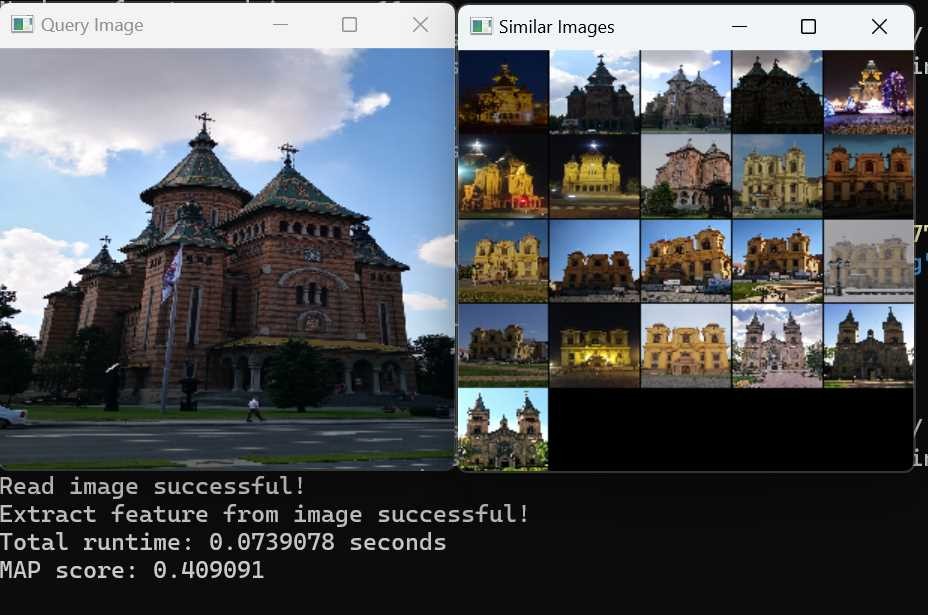 Query Image
Similar Images
Read image successful!
Extract feature from image successful!
Total runtime: 0.0739078 seconds
MAP score: 0.409091